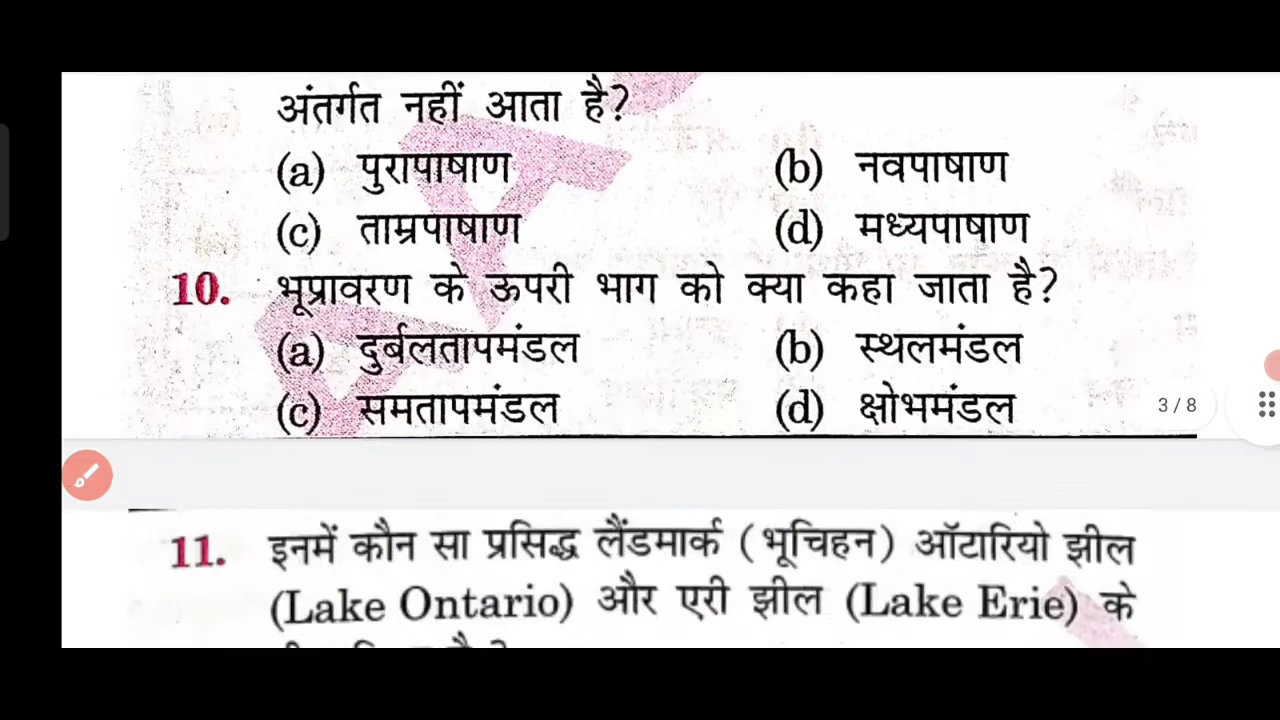 अंतर्गत नहीं आता है?
(a) पुरापाषाण (b) नवपाषाण
(c) ताम्रपाषाण (d) मध्यपाषाण
10. भूप्रावरण के ऊपरी भाग को क्या कहा जाता है?
(a) दुर्बलतापमंडल (b) स्थलमंडल
(c) समतापमंडल (d) क्षोभमंडल
3 / 8
11. इनमें कौन सा प्रसिद्ध लैंडमार्क (भूचिहन) ऑटारियो झील
(Lake Ontario) और एरी झील (Lake Erie) के